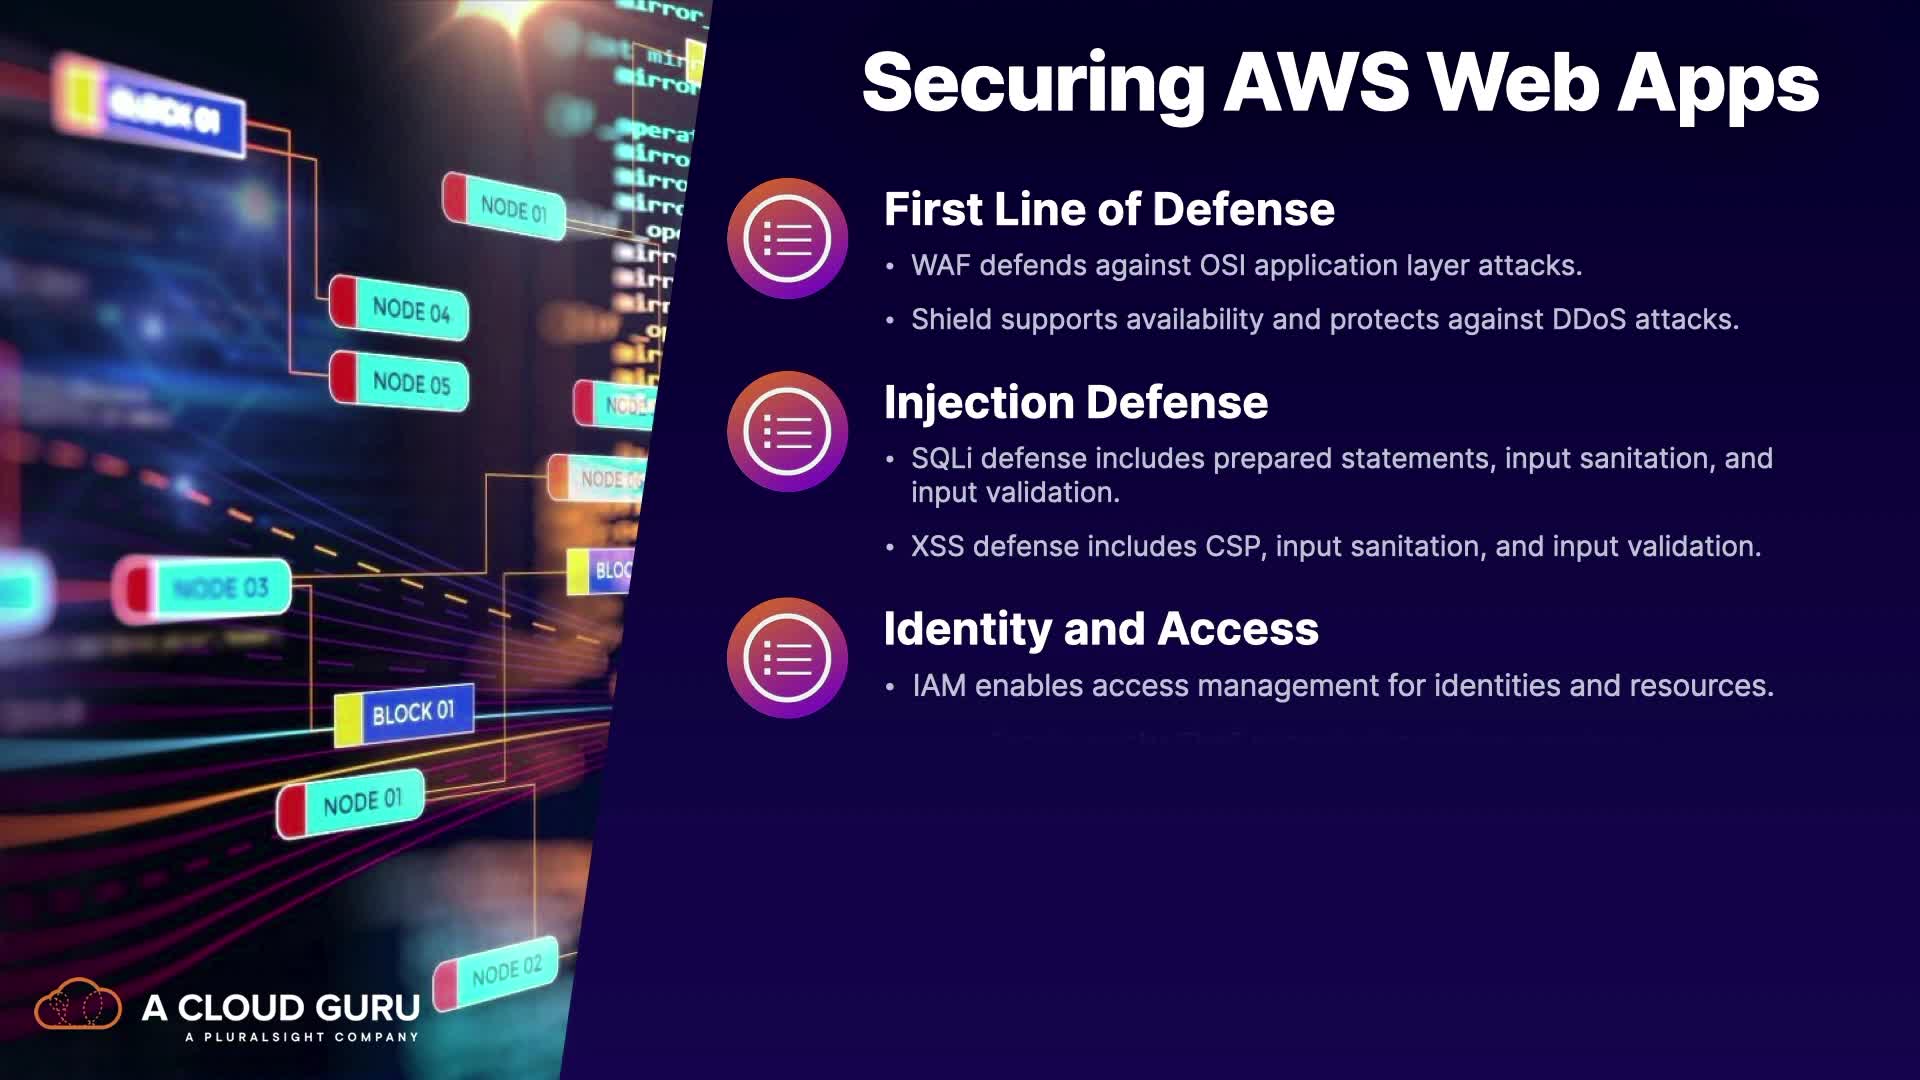 Securing AWS Web Apps
First Line of Defense
• WAF defends against OSI application layer attacks.
• Shield supports availability and protects against DDoS attacks.
Injection Defense
• SQLi defense includes prepared statements, input sanitation, and
input validation.
• XSS defense includes CSP, input sanitation, and input validation.
Identity and Access
• IAM enables access management for identities and resources.
BLOCK 01
NODE 01
NODE 04
NODE 05
NODE 03
BLOCK 01
NODE 01
NODE 02
A CLOUD GURU
A PLURALSIGHT COMPANY